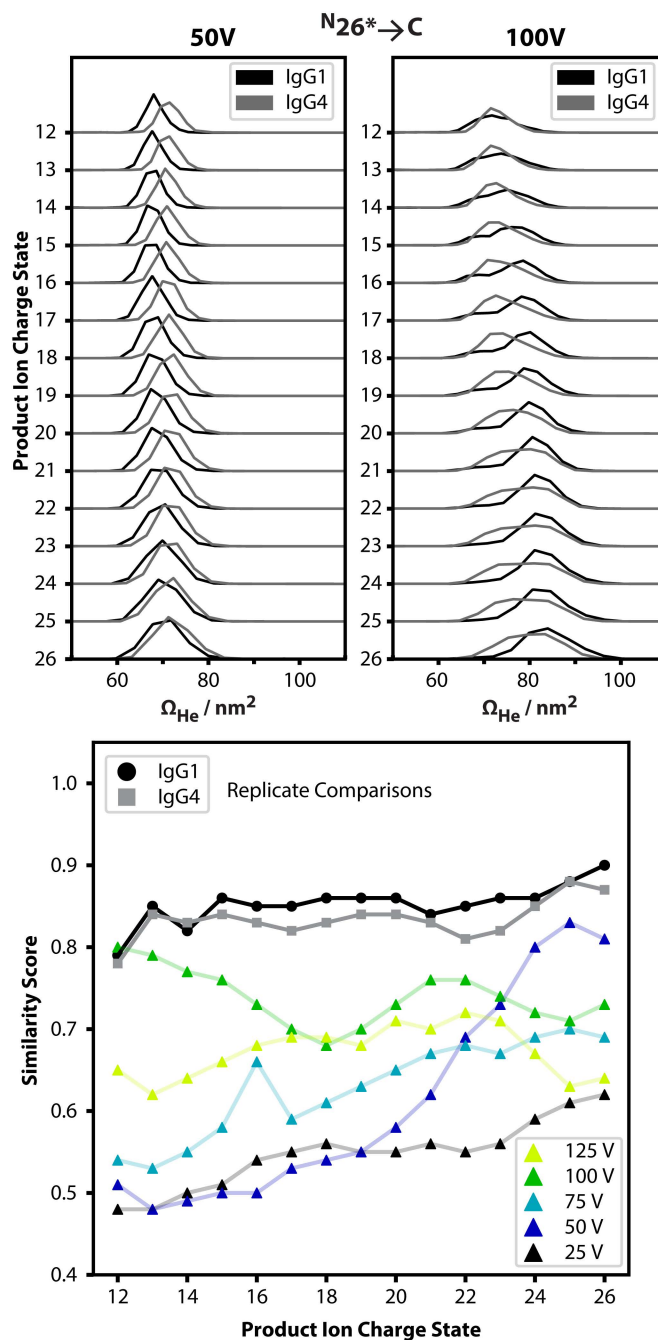 N26*→C
50V
100V
IgG1
IgG4
IgG1
IgG4
12
13
14
15
16
17
18
19
20
21
22
23
24
25
26
12
13
14
15
16
17
18
19
20
21
22
23
24
25
26
Product Ion Charge State
60 80 100
60 80 100
ΩHe / nm2
ΩHe / nm2
IgG1
IgG4
Replicate Comparisons
1.0
0.9
0.8
0.7
0.6
0.5
0.4
Similarity Score
125 V
100 V
75 V
50 V
25 V
12 14 16 18 20 22 24 26
Product Ion Charge State